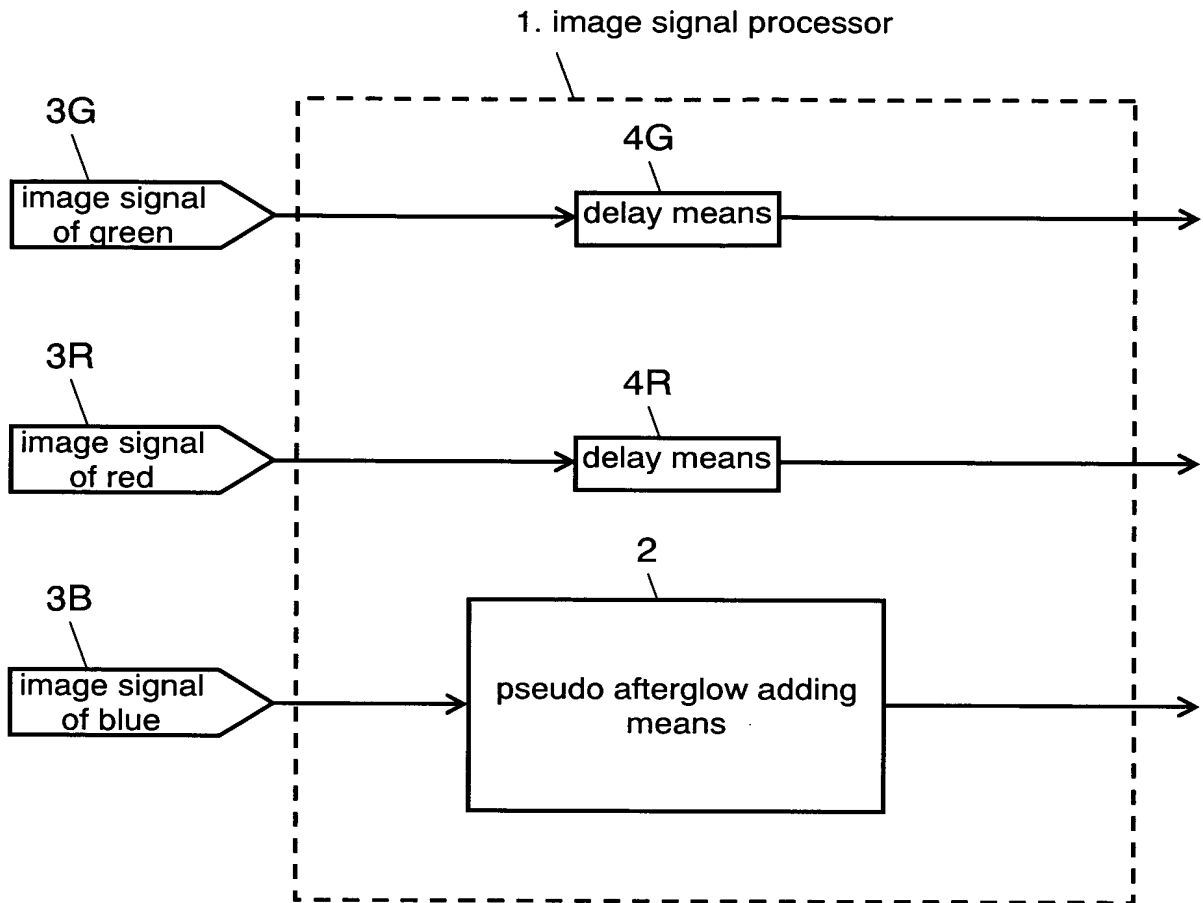 1. image signal processor
3G
image signal
of green
4G
delay means
3R
image signal
of red
4R
delay means
3B
image signal
of blue
2
pseudo afterglow adding
means